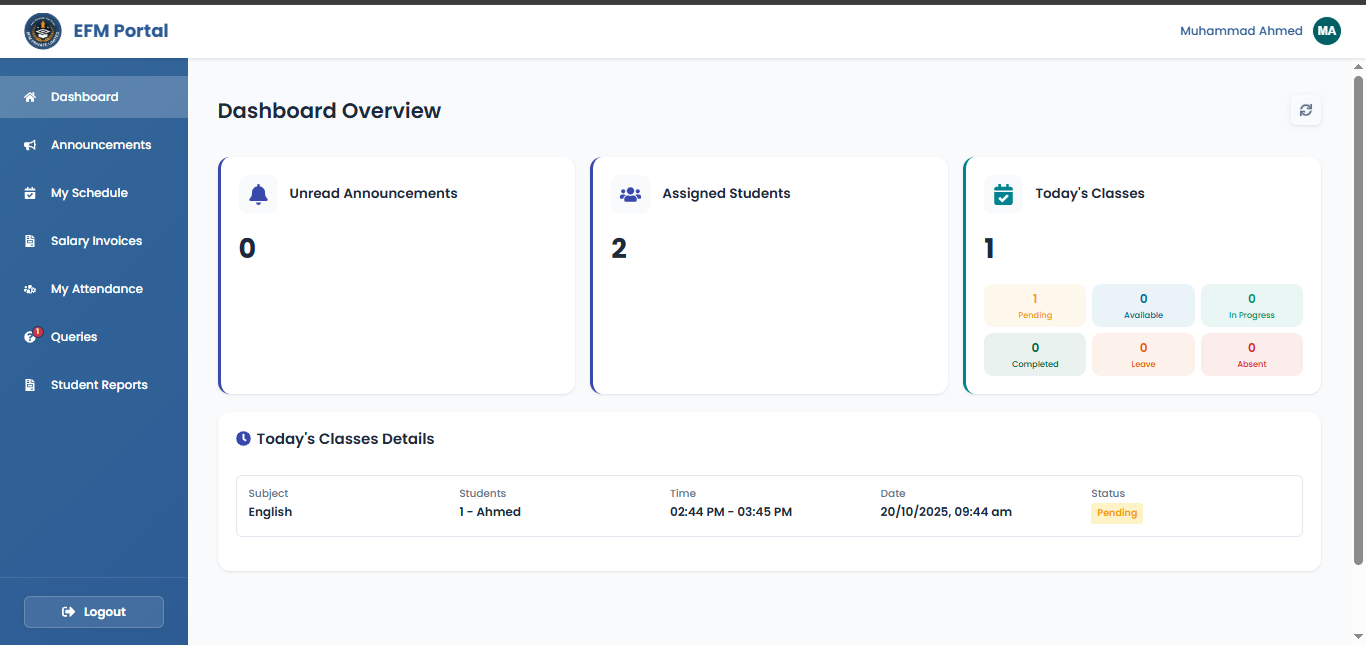 EFM Portal
Muhammad Ahmed
MA
Dashboard
Announcements
My Schedule
Salary Invoices
My Attendance
1
Queries
Student Reports
Logout
Dashboard Overview
Unread Announcements
0
Assigned Students
2
Today's Classes
1
1
Pending
0
Available
0
In Progress
0
Completed
0
Leave
0
Absent
Today's Classes Details
Subject
English
Students
1 - Ahmed
Time
02:44 PM - 03:45 PM
Date
20/10/2025, 09:44 am
Status
Pending